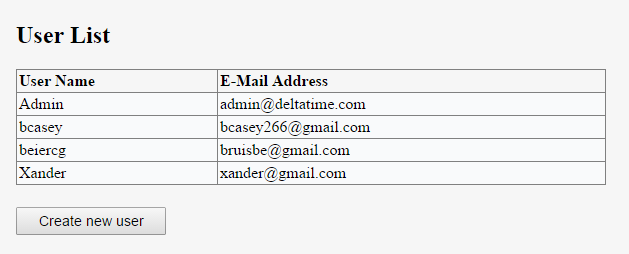 User List
User Name E-Mail Address
Admin admin@deltatime.com
bcasey bcasey266@gmail.com
beiercg bruisbe@gmail.com
Xander xander@gmail.com
Create new user